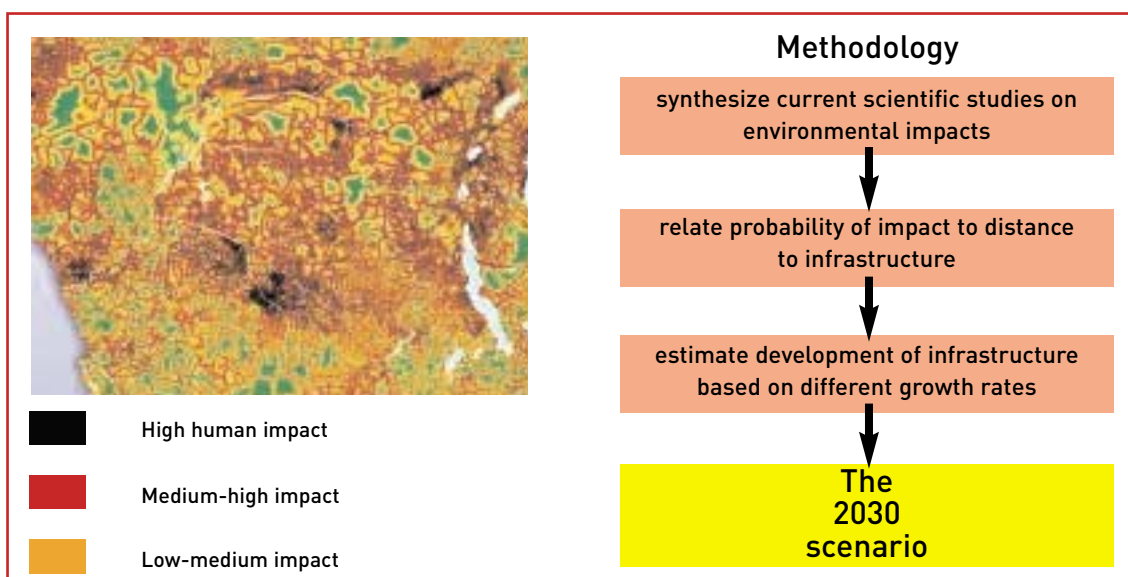 Methodology
synthesize current scientific studies on
environmental impacts
relate probability of impact to distance
to infrastructure
estimate development of infrastructure
based on different growth rates
The
2030
scenario
High human impact
Medium-high impact
Low-medium impact